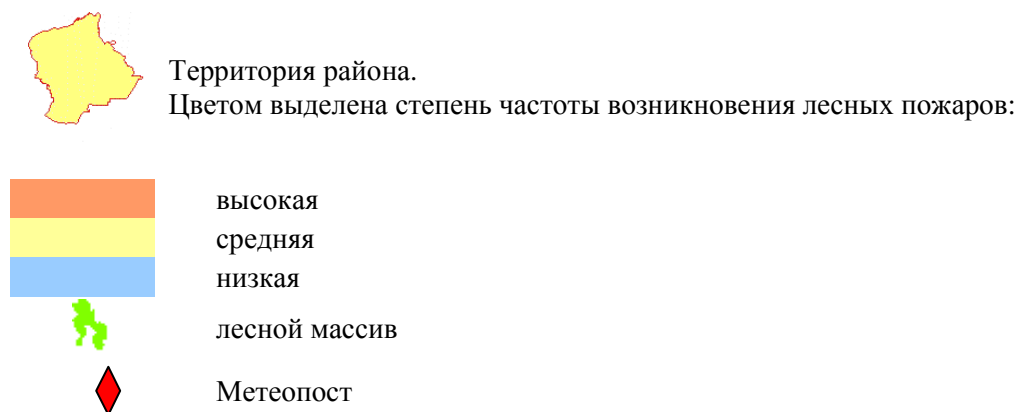 Территория района.
Цветом выделена степень частоты возникновения лесных пожаров:
высокая
средняя
низкая
лесной массив
Метеопост